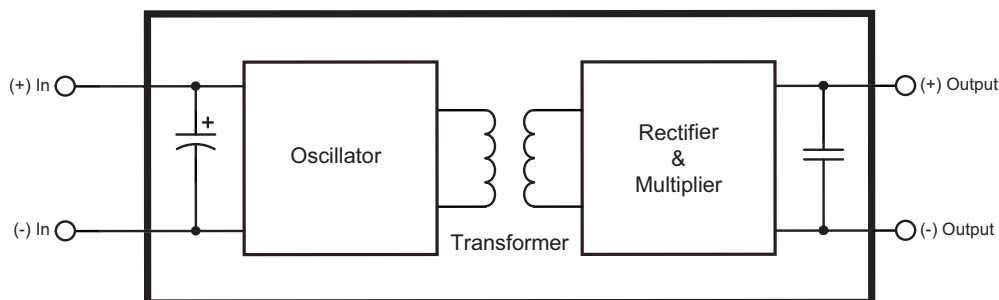 (+) In
+
Oscillator
Transformer
Rectifier
&
Multiplier
(+) Output
(-) In
(-) Output